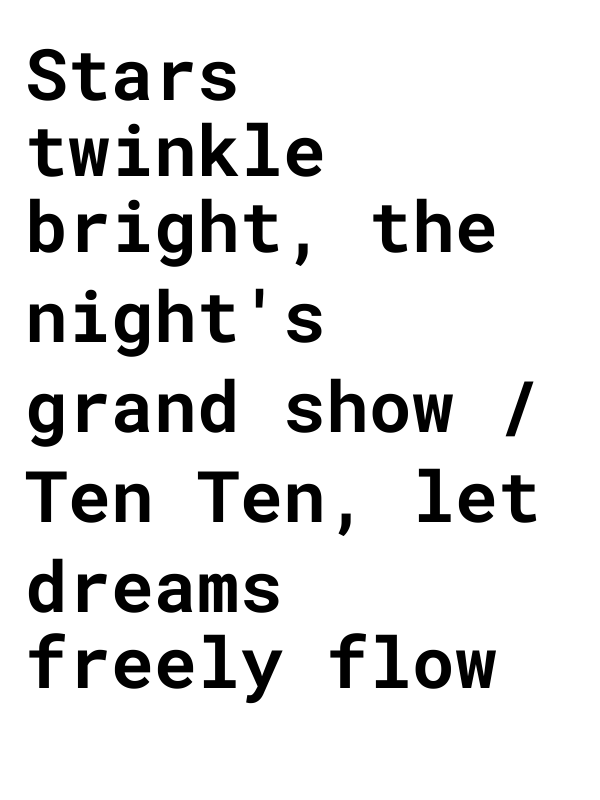 Stars
twinkle
bright, the
night's
grand show /
Ten Ten, let
dreams
freely flow